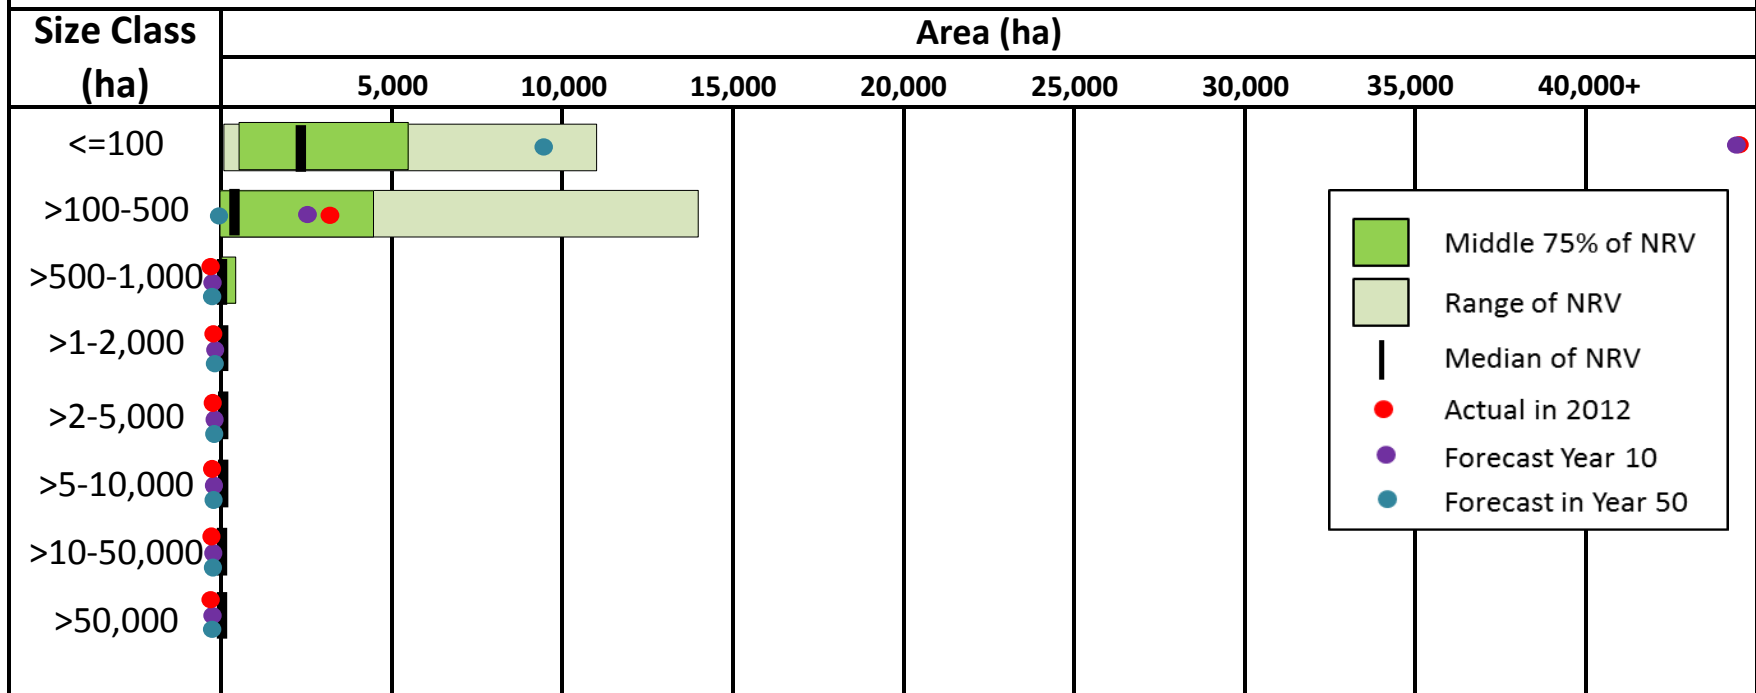 Size Class
(ha)
Area (ha)
5,000 10,000 15,000 20,000 25,000 30,000 35,000 40,000+
<=100
>100-500
>500-1,000
>1-2,000
>2-5,000
>5-10,000
>10-50,000
>50,000
Middle 75% of NRV
Range of NRV
Median of NRV
Actual in 2012
Forecast Year 10
Forecast in Year 50